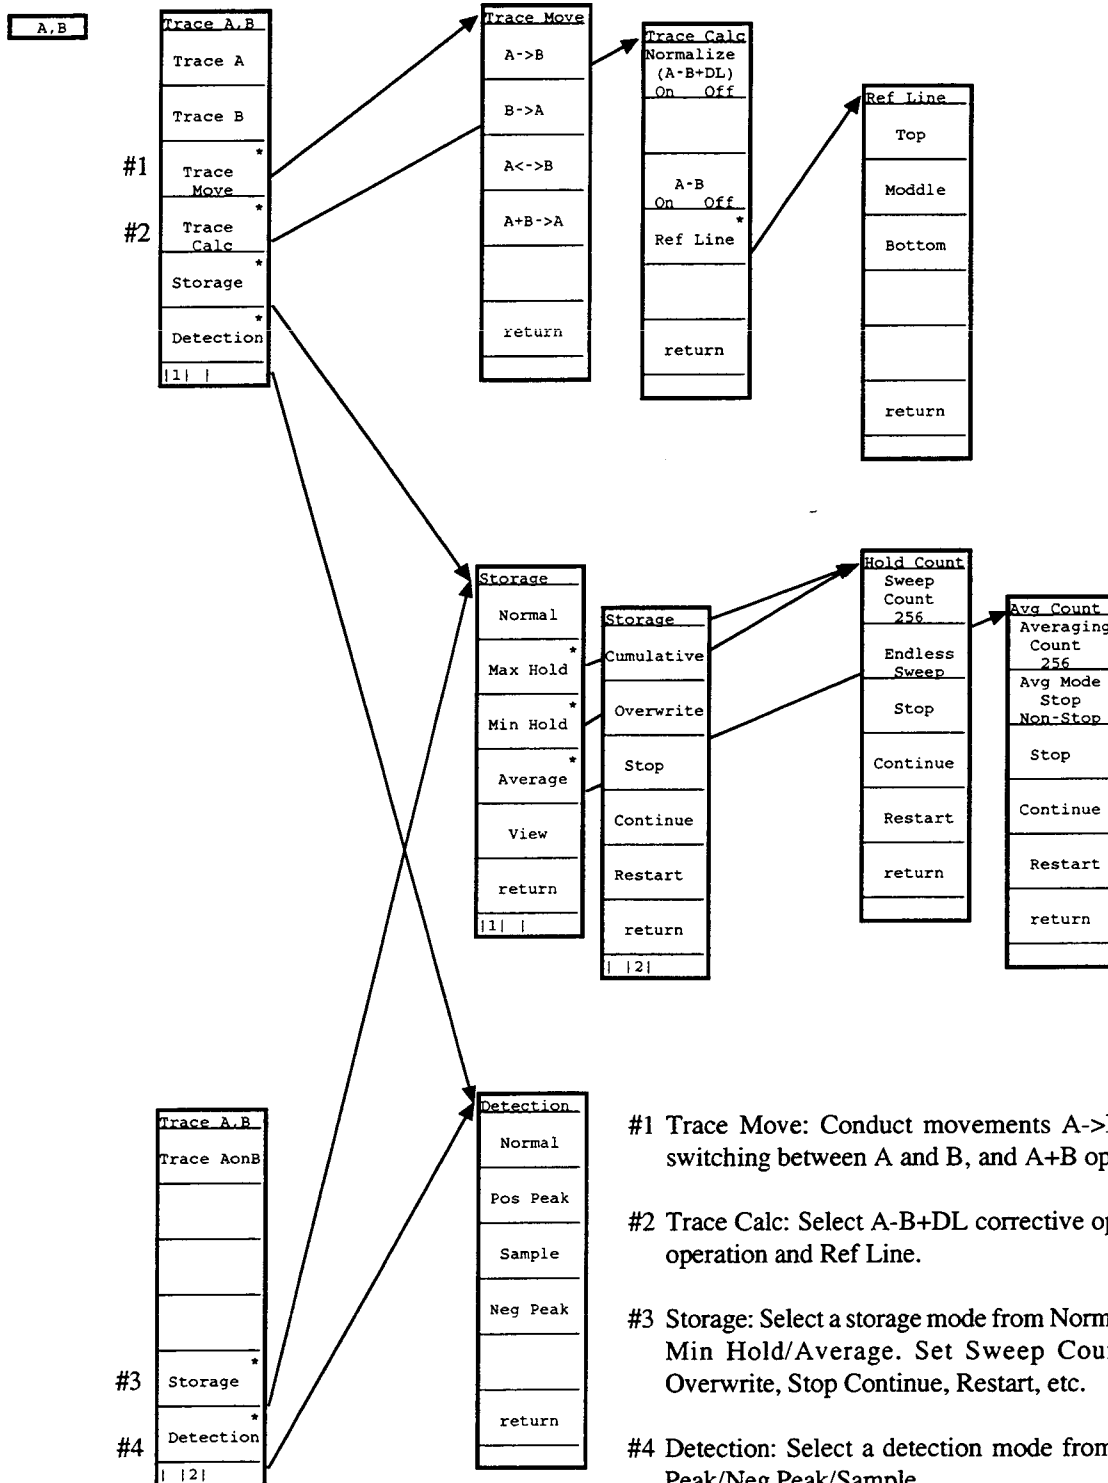 A,B
Trace A,B
Trace A
Trace B
*
#1
Trace
Move
*
#2
Trace
Calc
*
Storage
*
Detection
|1| |
Trace Move
A->B
B->A
A<->B
A+B->A
return
Trace Calc
Normalize
(A-B+DL)
On Off
A-B
On Off
*
Ref Line
return
Ref Line
Top
Moddle
Bottom
return
Storage
Normal
*
Max Hold
*
Min Hold
*
Average
View
return
|1| |
Storage
Cumulative
Overwrite
Stop
Continue
Restart
return
| |2|
Hold Count
Sweep
Count
256
Endless
Sweep
Stop
Continue
Restart
return
Avg Count
Averaging
Count
256
Avg Mode
Stop
Non-Stop
Stop
Continue
Restart
return
Trace A,B
Trace AonB
*
#3
Storage
*
#4
Detection
| |2|
Detection
Normal
Pos Peak
Sample
Neg Peak
return
#1 Trace Move: Conduct movements A->
switching between A and B, and A+B op
#2 Trace Calc: Select A-B+DL corrective op
operation and Ref Line.
#3 Storage: Select a storage mode from Norm
Min Hold/Average. Set Sweep Cou
Overwrite, Stop Continue, Restart, etc.
#4 Detection: Select a detection mode from
Peak/Neg Peak/Sample